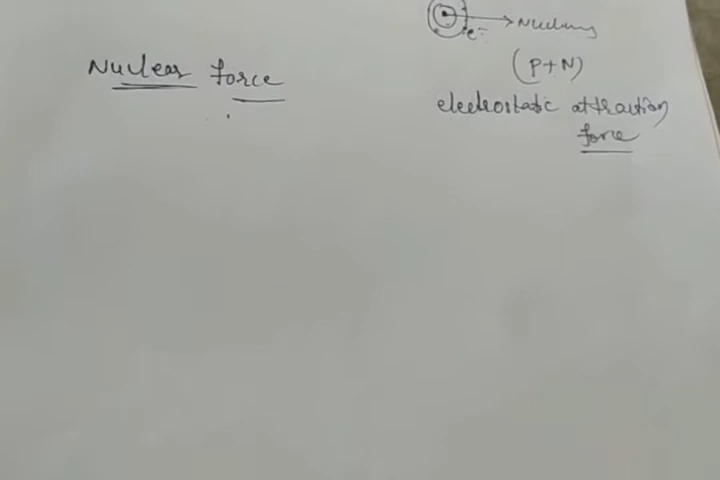 Nuclear force
Nucleus
e-
(P+N)
electrostatic attraction
force